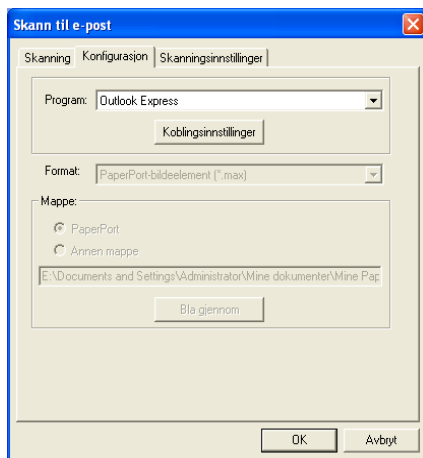 Skann til e-post
Skanning Konfigurasjon Skanningsinnstillinger
Program: Outlook Express
Koblingsinnstillinger
Format: PaperPort-bildeelement (*.max)
Mappe:
PaperPort
Annen mappe
E:\Documents and Settings\Administrator\Mine dokumenter\Mine Pap
Bla gjennom
OK Avbryt